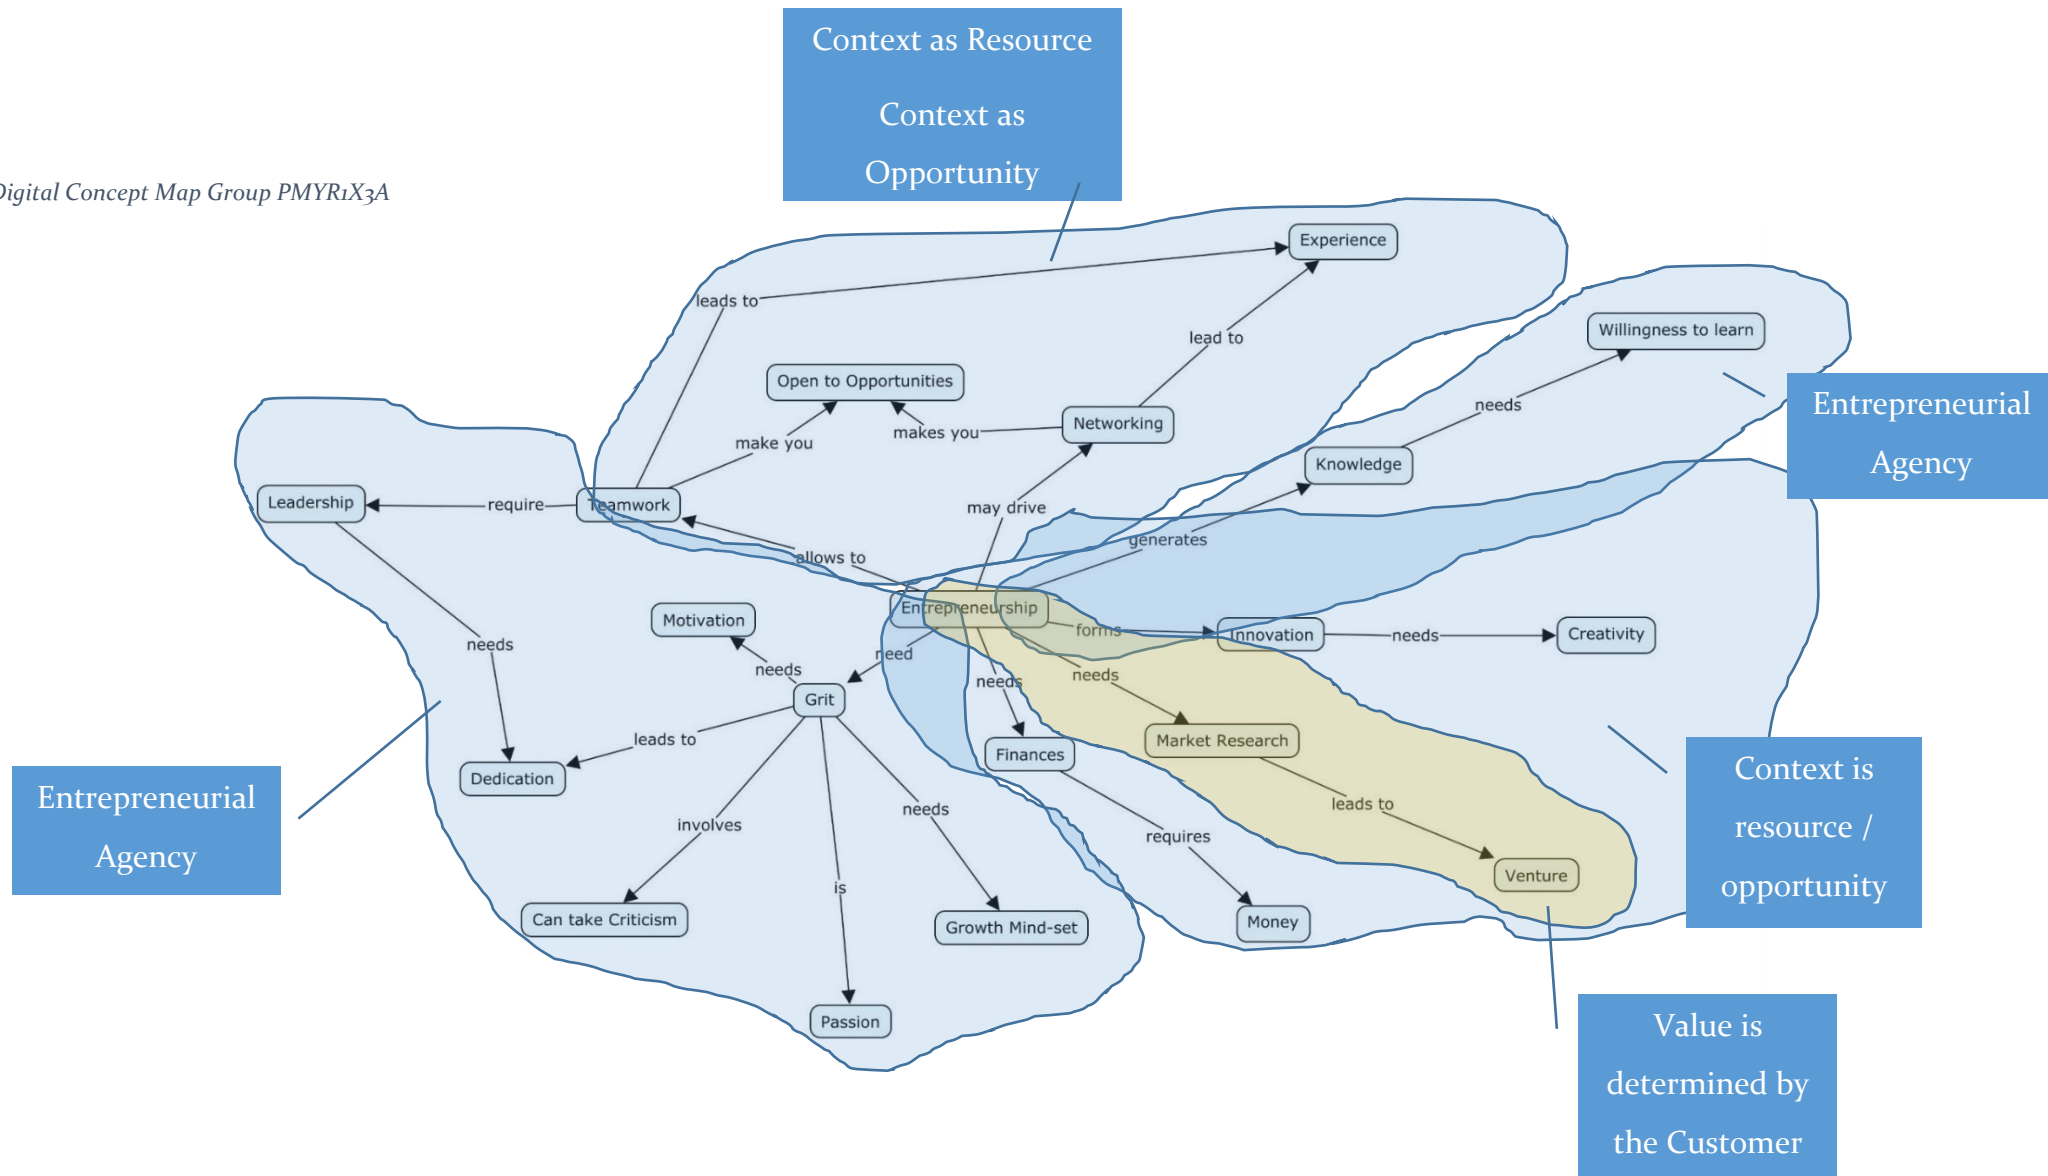 Context as Resource
Context as
Opportunity
Digital Concept Map Group PMYR1X3A
Experience
leads to
Willingness to learn
lead to
Open to Opportunities
Entrepreneurial
Agency
needs
Networking
makes you
make you
Knowledge
Leadership
require
Teamwork
may drive
generates
allows to
Entrepreneurship
Motivation
forms
Innovation
needs
Creativity
needs
need
needs
needs
needs
Grit
leads to
Finances
Market Research
Dedication
Context is
resource /
opportunity
Entrepreneurial
Agency
leads to
needs
involves
requires
Venture
is
Can take Criticism
Growth Mind-set
Money
Passion
Value is
determined by
the Customer